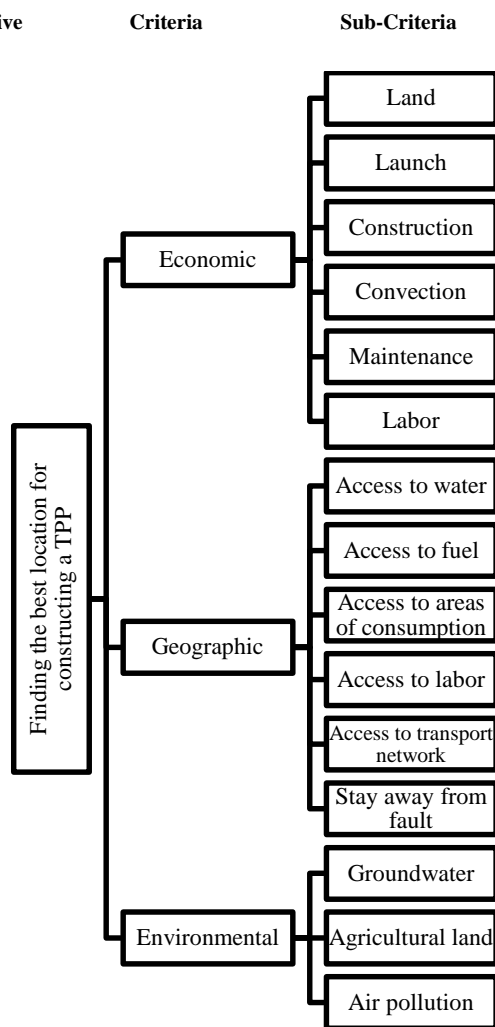 ive Criteria Sub-Criteria
Finding the best location for
constructing a TPP
Economic
Land
Launch
Construction
Convection
Maintenance
Labor
Geographic
Access to water
Access to fuel
Access to areas
of consumption
Access to labor
Access to transport
network
Stay away from
fault
Environmental
Groundwater
Agricultural land
Air pollution